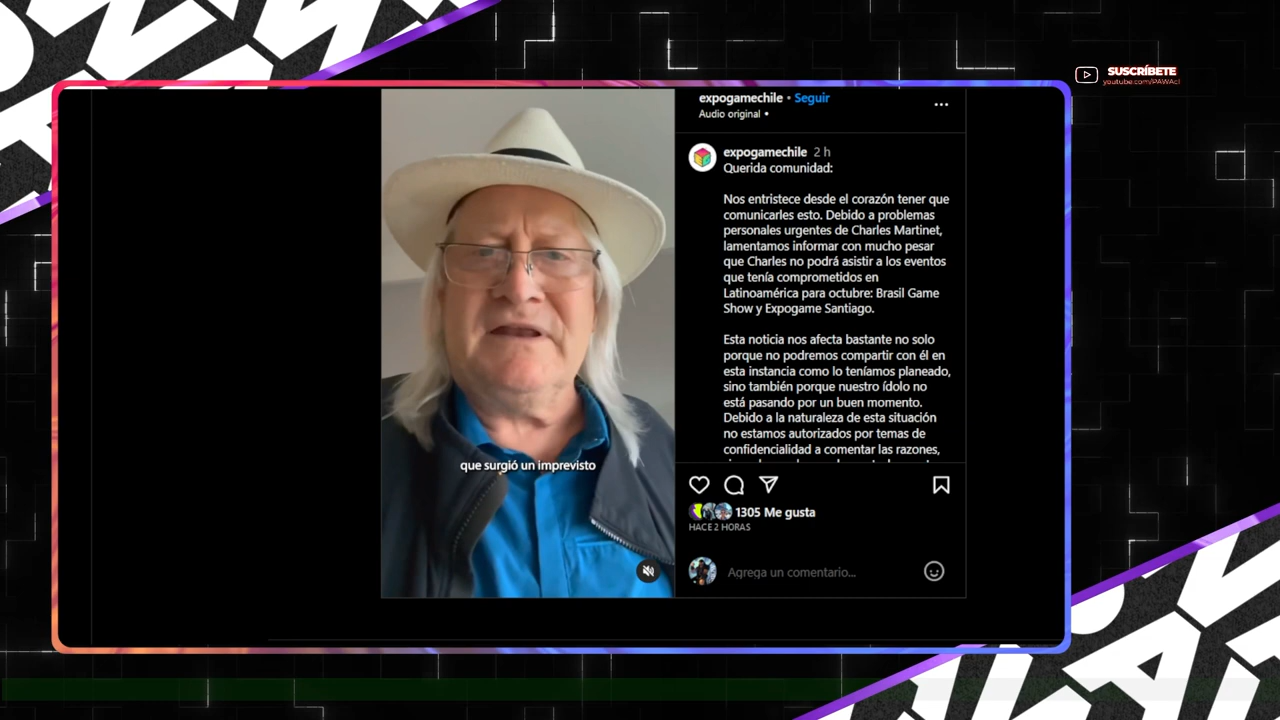 SUSCRÍBETE
youtube.com/PAWAcl
expogamechile • Seguir
Audio original •
expogamechile 2 h
Querida comunidad:
Nos entristece desde el corazón tener que
comunicarles esto. Debido a problemas
personales urgentes de Charles Martinet,
lamentamos informar con mucho pesar
que Charles no podrá asistir a los eventos
que tenía comprometidos en
Latinoamérica para octubre: Brasil Game
Show y Expogame Santiago.
Esta noticia nos afecta bastante no solo
porque no podremos compartir con él en
esta instancia como lo teníamos planeado,
sino también porque nuestro ídolo no
está pasando por un buen momento.
Debido a la naturaleza de esta situación
no estamos autorizados por temas de
confidencialidad a comentar las razones,
que surgió un imprevisto
1305 Me gusta
HACE 2 HORAS
Agrega un comentario...